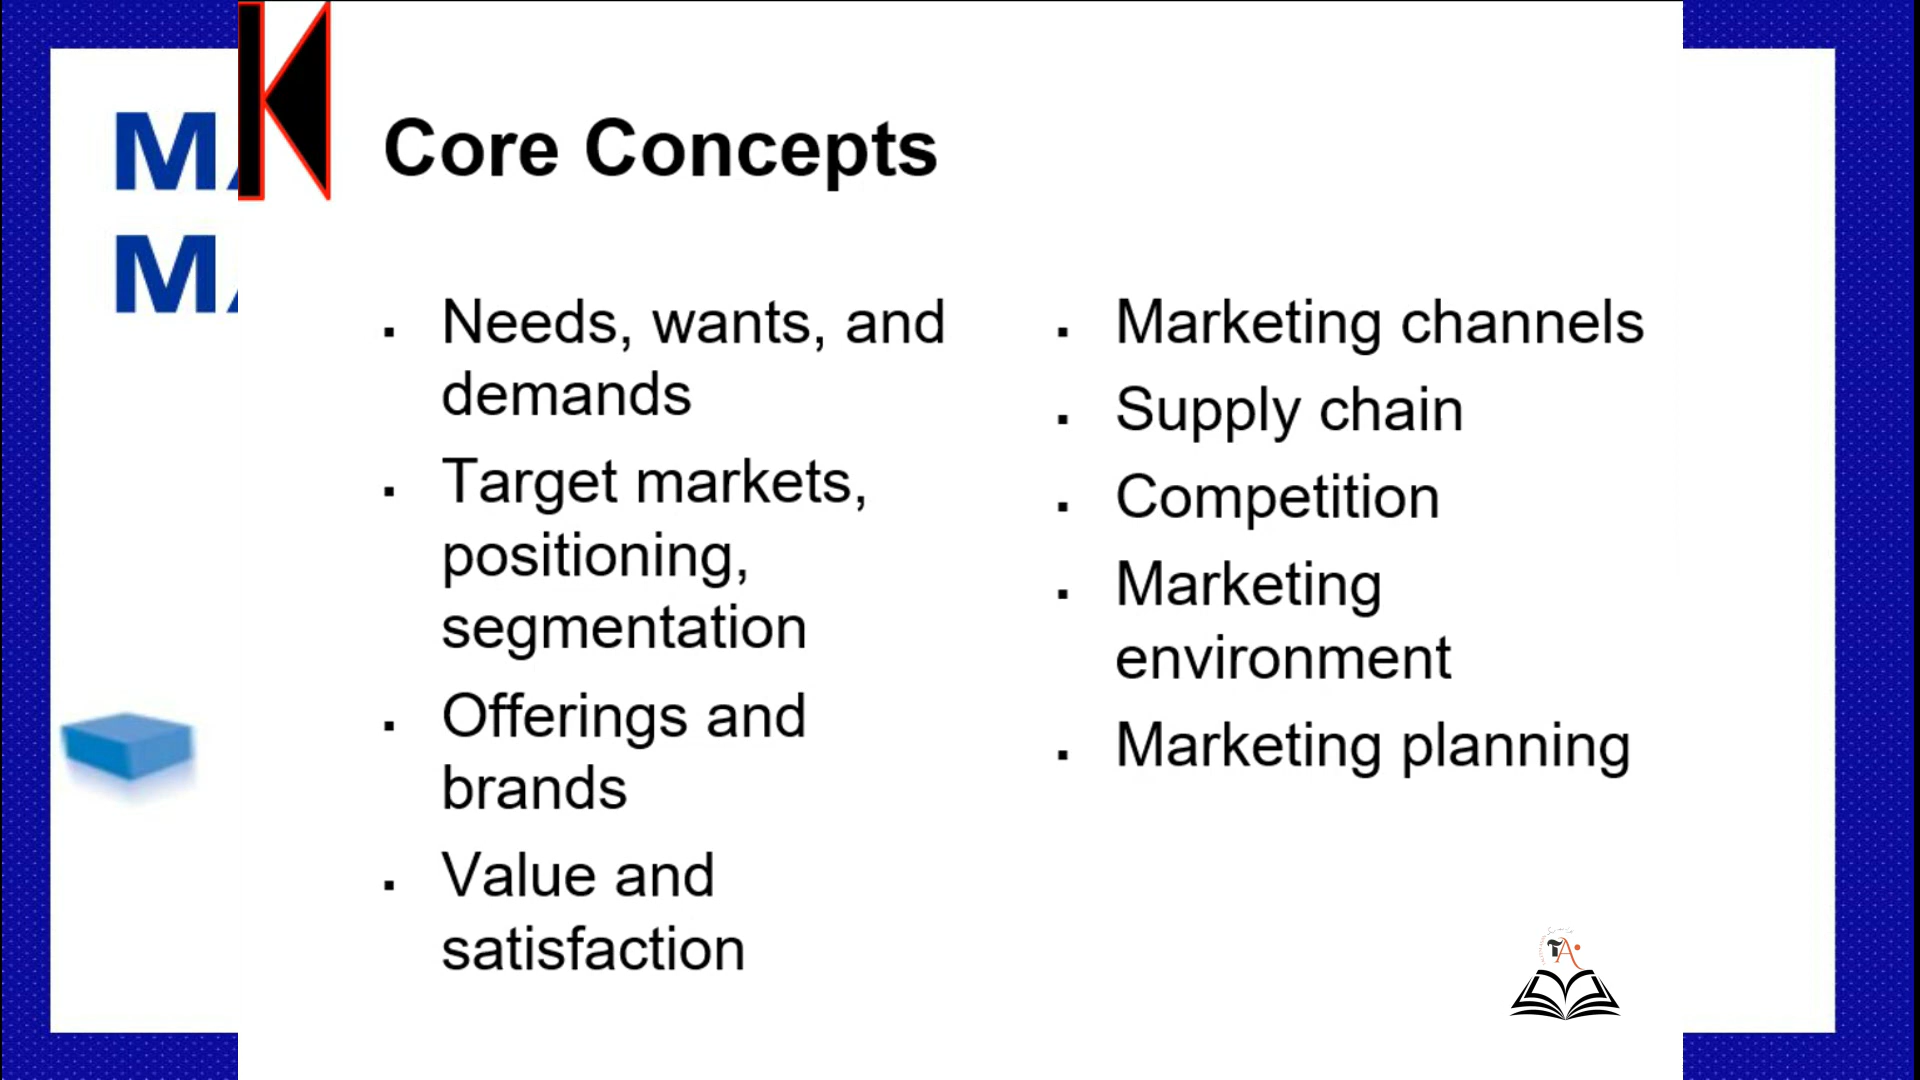 Core Concepts
Needs, wants, and
demands
Target markets,
positioning,
segmentation
Offerings and
brands
Value and
satisfaction
Marketing channels
Supply chain
Competition
Marketing
environment
Marketing planning